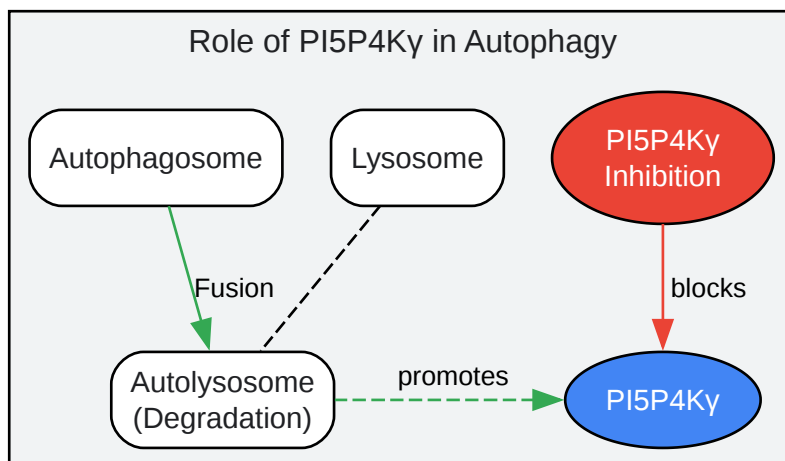 Role of PI5P4Kγ in Autophagy
Autophagosome
Lysosome
PI5P4Kγ
Inhibition
Fusion
blocks
Autolysosome
(Degradation)
promotes
PI5P4Kγ